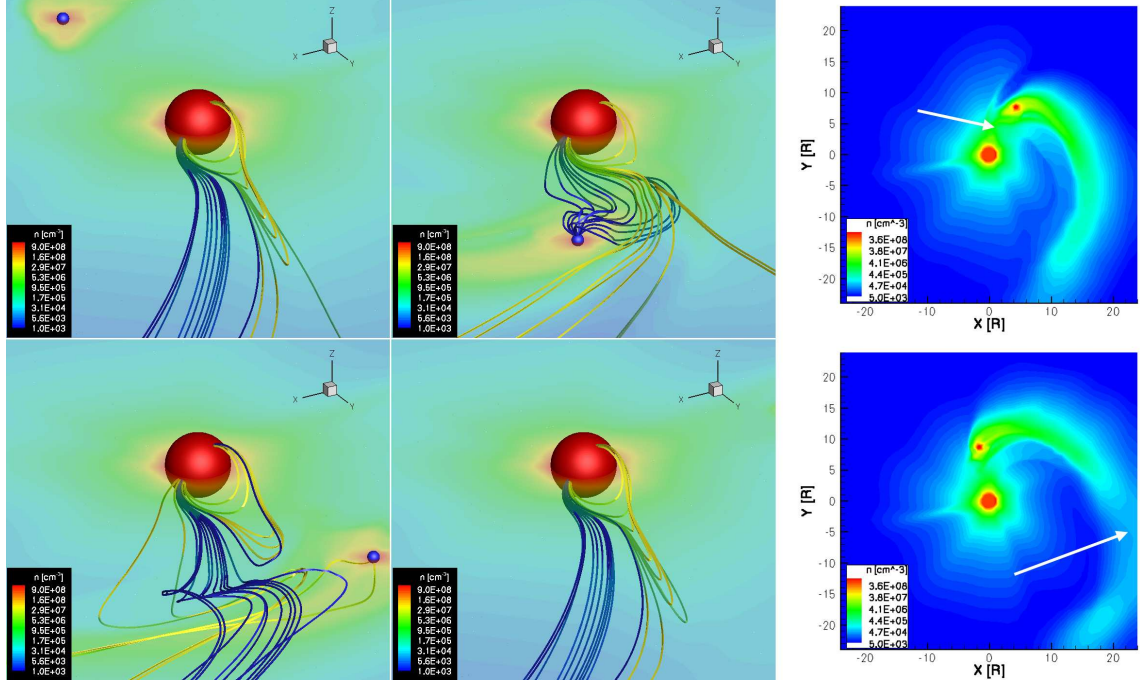 Z
X
Y
n [cm⁻³]
9.0E+08
1.6E+08
2.9E+07
5.3E+06
9.5E+05
1.7E+05
3.1E+04
5.6E+03
1.0E+03
Z
X
Y
n [cm⁻³]
9.0E+08
1.6E+08
2.9E+07
5.3E+06
9.5E+05
1.7E+05
3.1E+04
5.6E+03
1.0E+03
Y [R]
20
15
10
5
0
-5
-10
-15
-20
n [cm^-3]
3.6E+08
3.8E+07
4.1E+06
4.4E+05
4.7E+04
5.0E+03
-20 -10 0 10 20
X [R]
Z
X
Y
n [cm⁻³]
9.0E+08
1.6E+08
2.9E+07
5.3E+06
9.5E+05
1.7E+05
3.1E+04
5.6E+03
1.0E+03
Z
X
Y
n [cm⁻³]
9.0E+08
1.6E+08
2.9E+07
5.3E+06
9.5E+05
1.7E+05
3.1E+04
5.6E+03
1.0E+03
Y [R]
20
15
10
5
0
-5
-10
-15
-20
n [cm^-3]
3.6E+08
3.8E+07
4.1E+06
4.4E+05
4.7E+04
5.0E+03
-20 -10 0 10 20
X [R]